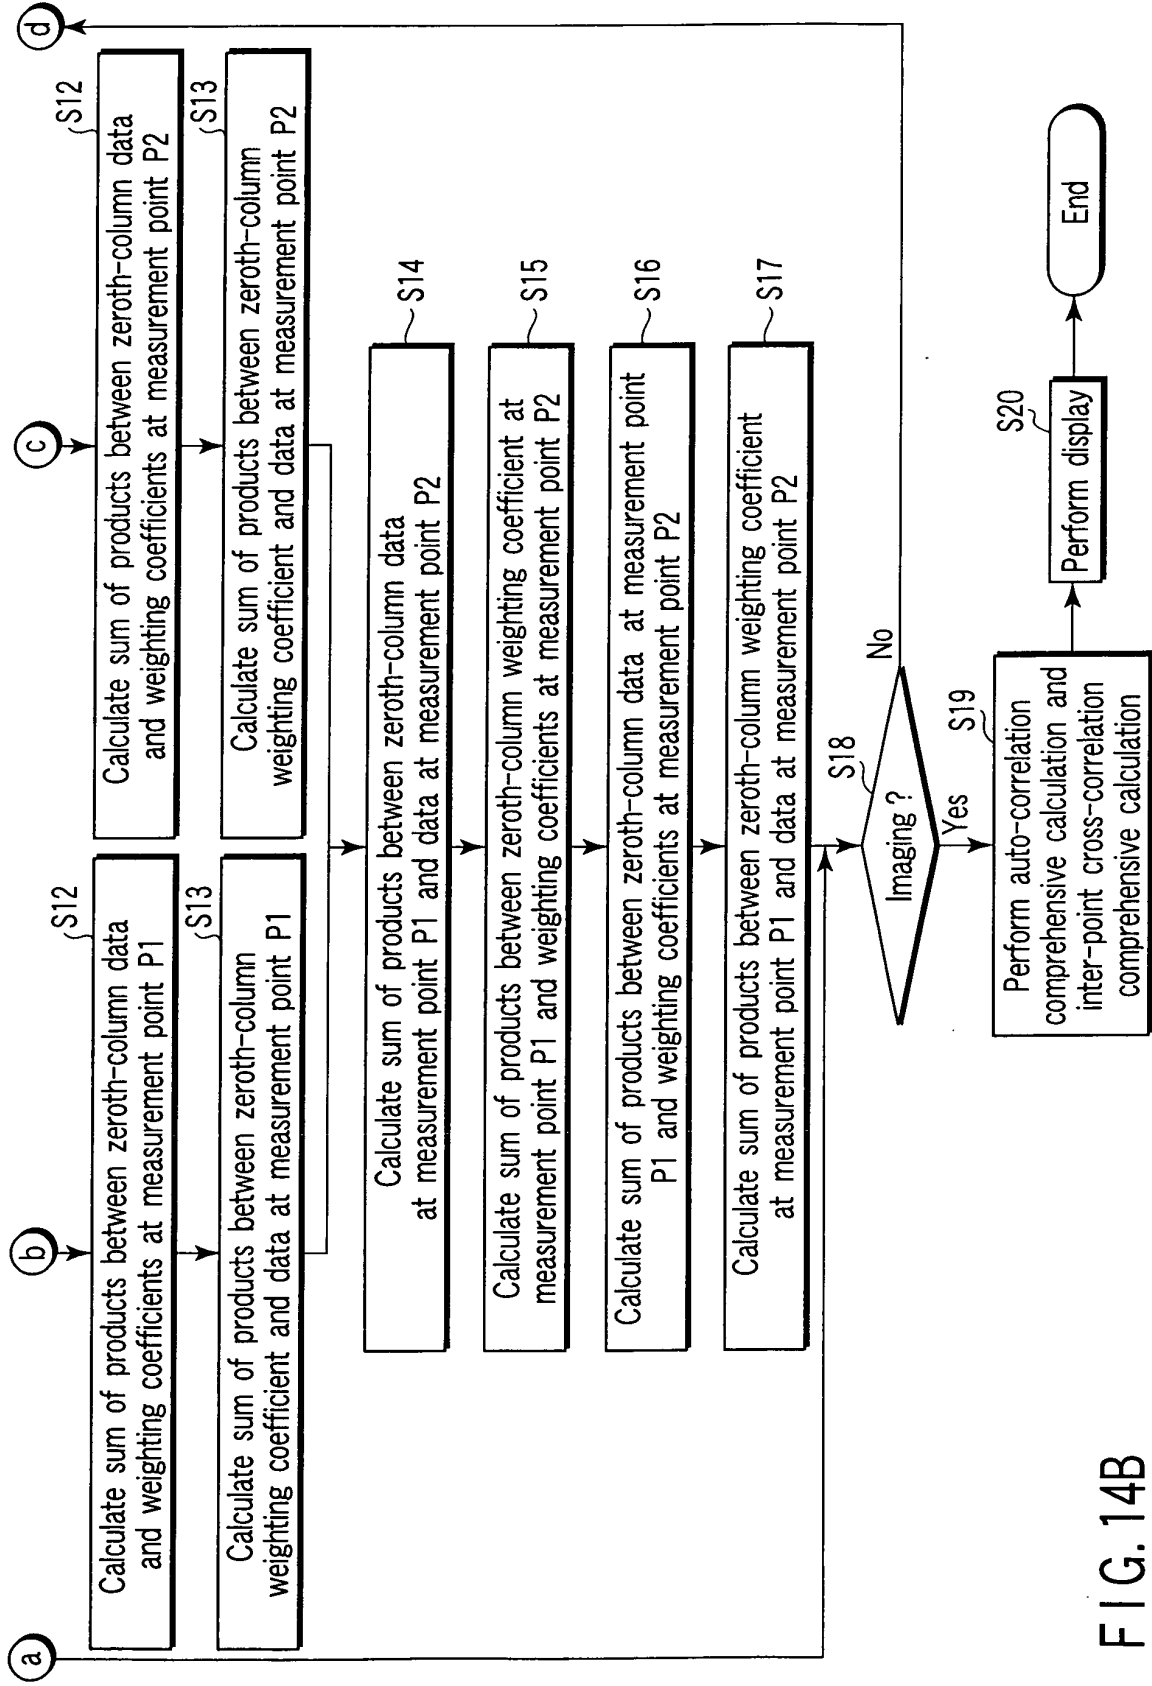 a
b
c
d
S12
Calculate sum of products between zeroth-column data
and weighting coefficients at measurement point P1
S13
Calculate sum of products between zeroth-column
weighting coefficient and data at measurement point P1
S12
Calculate sum of products between zeroth-column data
and weighting coefficients at measurement point P2
S13
Calculate sum of products between zeroth-column
weighting coefficient and data at measurement point P2
S14
Calculate sum of products between zeroth-column data
at measurement point P1 and data at measurement point P2
S15
Calculate sum of products between zeroth-column weighting coefficient at
measurement point P1 and weighting coefficients at measurement point P2
S16
Calculate sum of products between zeroth-column data at measurement point
P1 and weighting coefficients at measurement point P2
S17
Calculate sum of products between zeroth-column weighting coefficient
at measurement point P1 and data at measurement point P2
S18
Imaging ?
No
Yes
S19
Perform auto-correlation
comprehensive calculation and
inter-point cross-correlation
comprehensive calculation
S20
Perform display
End
FIG. 14B